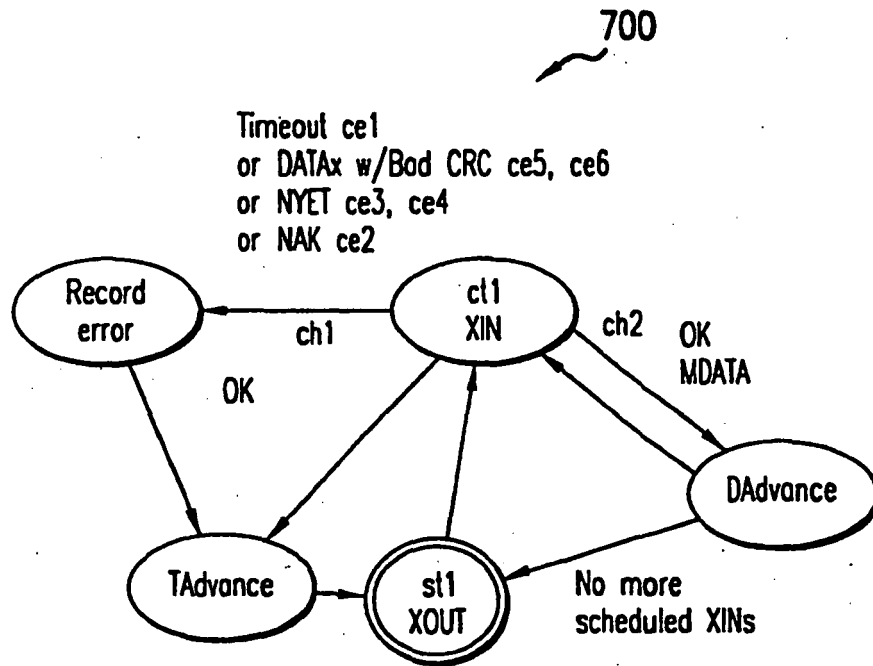 700
Timeout ce1
or DATAx w/Bad CRC ce5, ce6
or NYET ce3, ce4
or NAK ce2
Record
error
ch1
ct1
XIN
ch2
OK
MDATA
OK
DAdvance
TAdvance
st1
XOUT
No more
scheduled XINs